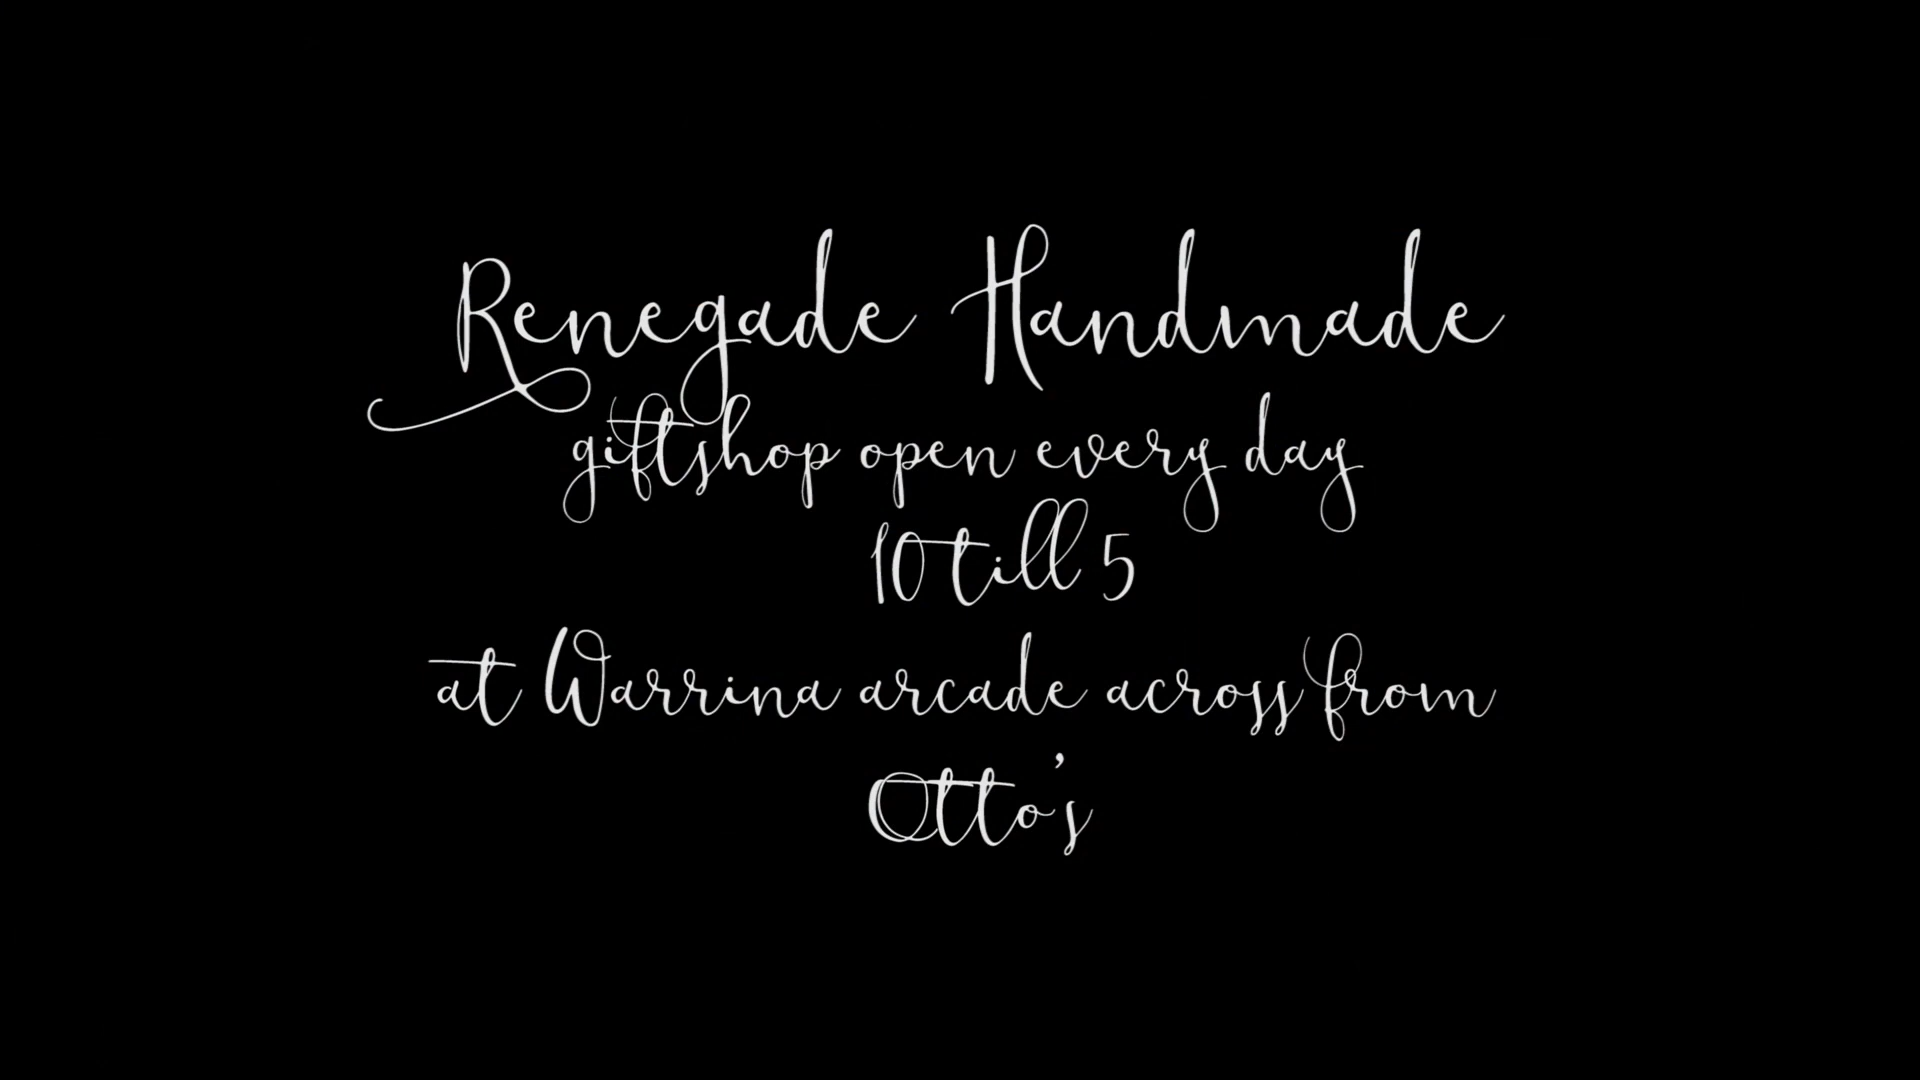 Renegade Handmade
giftshop open every day
10 till 5
at Warrina arcade across from
Otto's